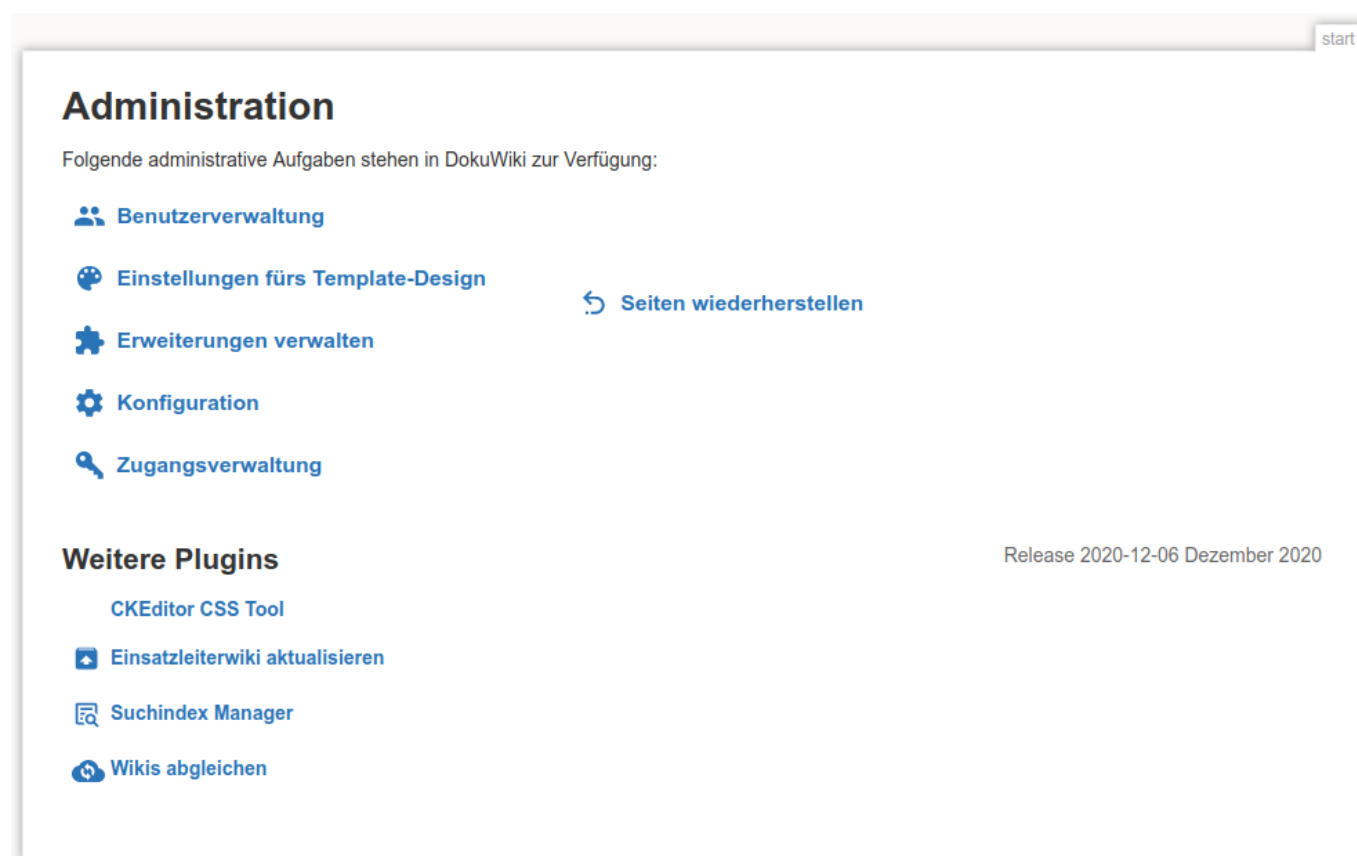 start
Administration
Folgende administrative Aufgaben stehen in DokuWiki zur Verfügung:
Benutzerverwaltung
Einstellungen fürs Template-Design
Erweiterungen verwalten
Konfiguration
Zugangsverwaltung
Seiten wiederherstellen
Weitere Plugins
Release 2020-12-06 Dezember 2020
CKEditor CSS Tool
Einsatzleiterwiki aktualisieren
Suchindex Manager
Wikis abgleichen